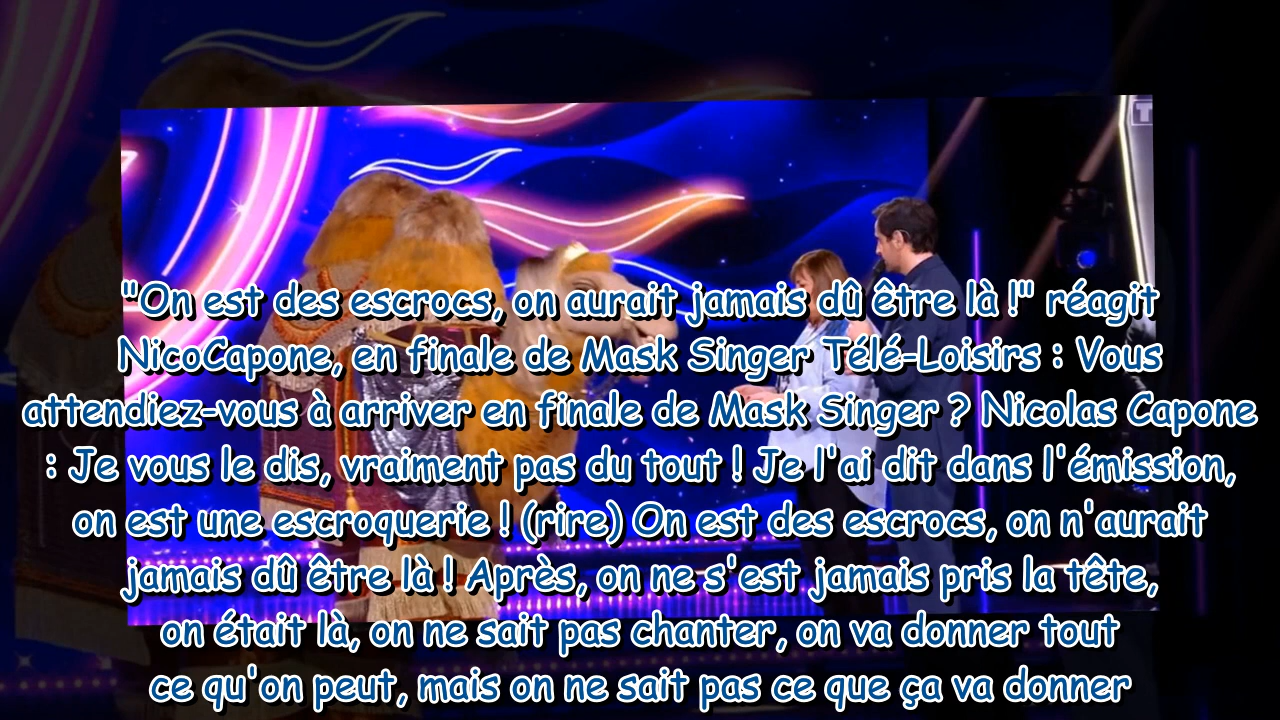 "On est des escrocs, on aurait jamais dû être là !" réagit
NicoCapone, en finale de Mask Singer Télé-Loisirs : Vous
attendiez-vous à arriver en finale de Mask Singer ? Nicolas Capone
: Je vous le dis, vraiment pas du tout ! Je l'ai dit dans l'émission,
on est une escroquerie ! (rire) On est des escrocs, on n'aurait
jamais dû être là ! Après, on ne s'est jamais pris la tête,
on était là, on ne sait pas chanter, on va donner tout
ce qu'on peut, mais on ne sait pas ce que ça va donner